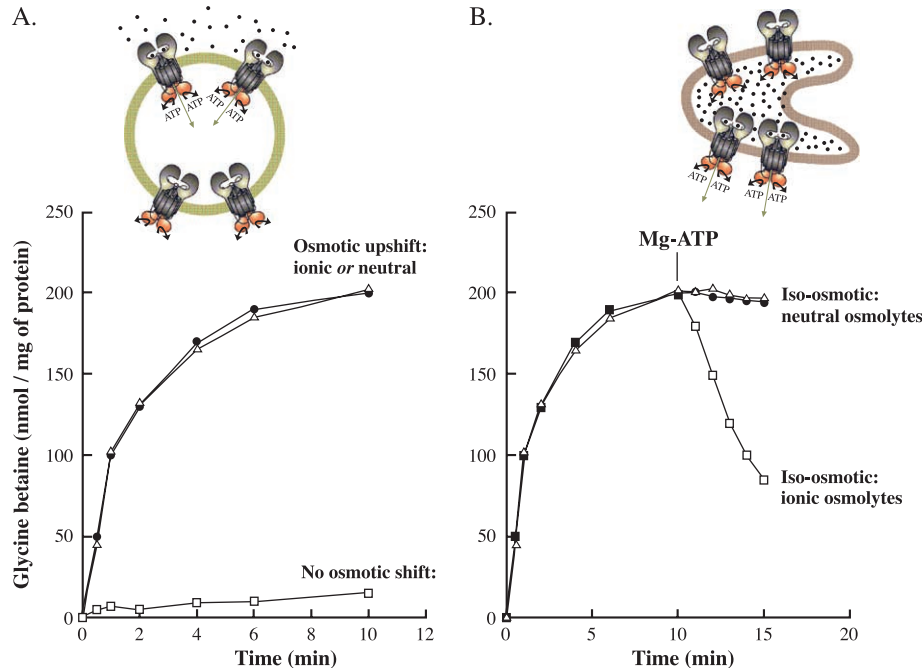 A.
B.
ATP
ATP
ATP
ATP
ATP
ATP
ATP
ATP
250
200
150
100
50
0
Glycine betaine (nmol / mg of protein)
Osmotic upshift:
ionic or neutral
No osmotic shift:
0
2
4
6
8
10
12
Time (min)
250
200
150
100
50
0
Mg-ATP
Iso-osmotic:
neutral osmolytes
Iso-osmotic:
ionic osmolytes
0
5
10
15
20
Time (min)